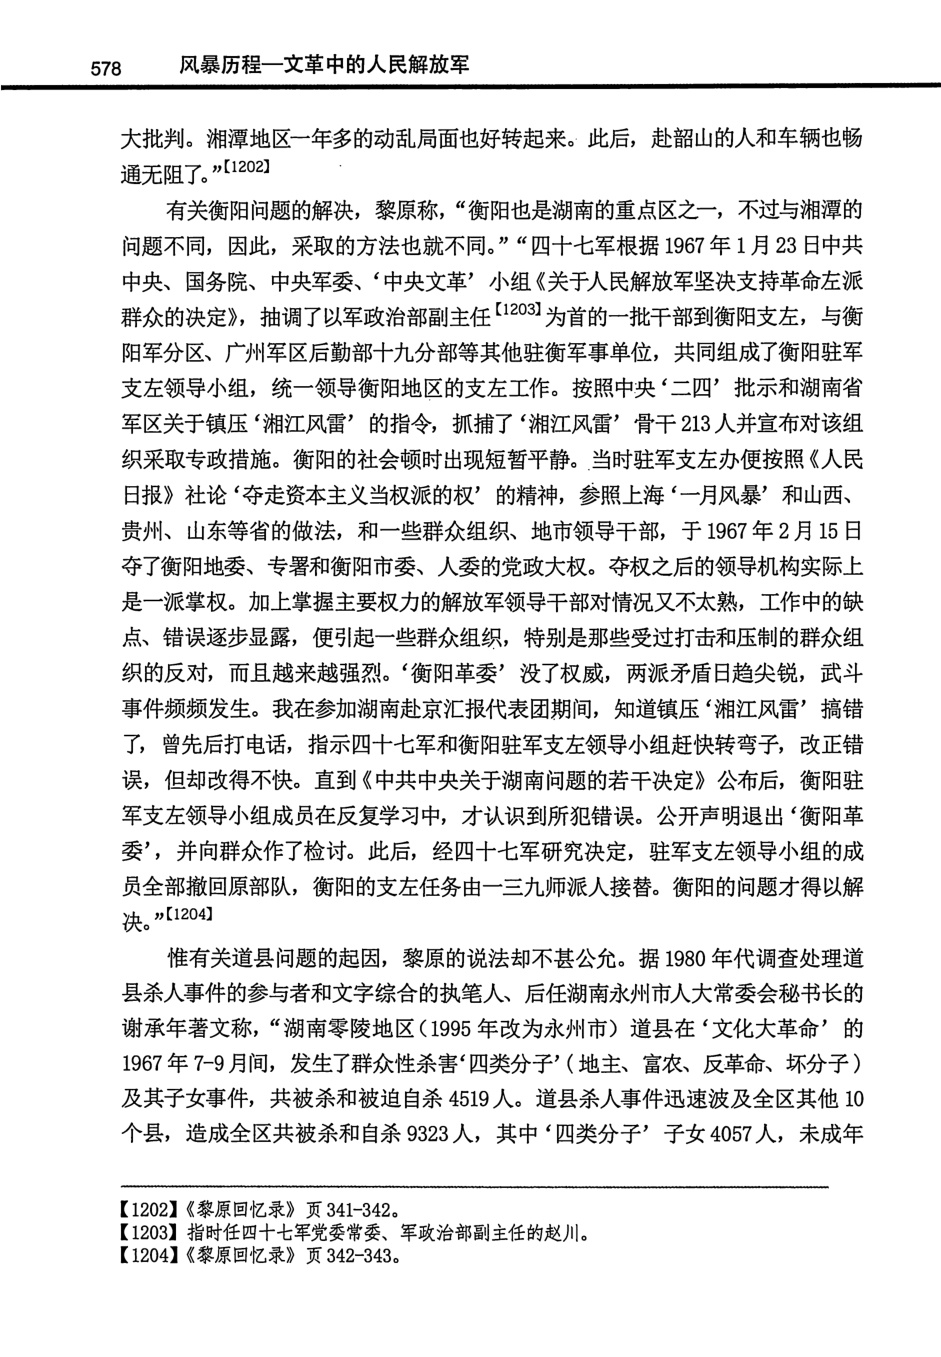 578 风暴历程—文革中的人民解放军
大批判。湘潭地区一年多的动乱局面也好转起来。此后，赴韶山的人和车辆也畅
通无阻了。”【1202】
有关衡阳问题的解决，黎原称，“衡阳也是湖南的重点区之一，不过与湘潭的
问题不同，因此，采取的方法也就不同。”“四十七军根据 1967 年 1 月 23 日中共
中央、国务院、中央军委、‘中央文革’小组《关于人民解放军坚决支持革命左派
群众的决定》，抽调了以军政治部副主任【1203】为首的一批干部到衡阳支左，与衡
阳军分区、广州军区后勤部十九分部等其他驻衡军事单位，共同组成了衡阳驻军
支左领导小组，统一领导衡阳地区的支左工作。按照中央‘二四’批示和湖南省
军区关于镇压‘湘江风雷’的指令，抓捕了‘湘江风雷’骨干 213 人并宣布对该组
织采取专政措施。衡阳的社会顿时出现短暂平静。当时驻军支左办便按照《人民
日报》社论‘夺走资本主义当权派的权’的精神，参照上海‘一月风暴’和山西、
贵州、山东等省的做法，和一些群众组织、地市领导干部，于 1967 年 2 月 15 日
夺了衡阳地委、专署和衡阳市委、人委的党政大权。夺权之后的领导机构实际上
是一派掌权。加上掌握主要权力的解放军领导干部对情况又不太熟，工作中的缺
点、错误逐步显露，便引起一些群众组织，特别是那些受过打击和压制的群众组
织的反对，而且越来越强烈。‘衡阳革委’没了权威，两派矛盾日趋尖锐，武斗
事件频频发生。我在参加湖南赴京汇报代表团期间，知道镇压‘湘江风雷’搞错
了，曾先后打电话，指示四十七军和衡阳驻军支左领导小组赶快转弯子，改正错
误，但却改得不快。直到《中共中央关于湖南问题的若干决定》公布后，衡阳驻
军支左领导小组成员在反复学习中，才认识到所犯错误。公开声明退出‘衡阳革
委’，并向群众作了检讨。此后，经四十七军研究决定，驻军支左领导小组的成
员全部撤回原部队，衡阳的支左任务由一三九师派人接替。衡阳的问题才得以解
决。”【1204】
惟有关道县问题的起因，黎原的说法却不甚公允。据 1980 年代调查处理道
县杀人事件的参与者和文字综合的执笔人、后任湖南永州市人大常委会秘书长的
谢承年著文称，“湖南零陵地区（1995 年改为永州市）道县在‘文化大革命’的
1967 年 7-9 月间，发生了群众性杀害‘四类分子’（地主、富农、反革命、坏分子）
及其子女事件，共被杀和被迫自杀 4519 人。道县杀人事件迅速波及全区其他 10
个县，造成全区共被杀和自杀 9323 人，其中‘四类分子’子女 4057 人，未成年
【1202】《黎原回忆录》页 341-342。
【1203】指时任四十七军党委常委、军政治部副主任的赵川。
【1204】《黎原回忆录》页 342-343。